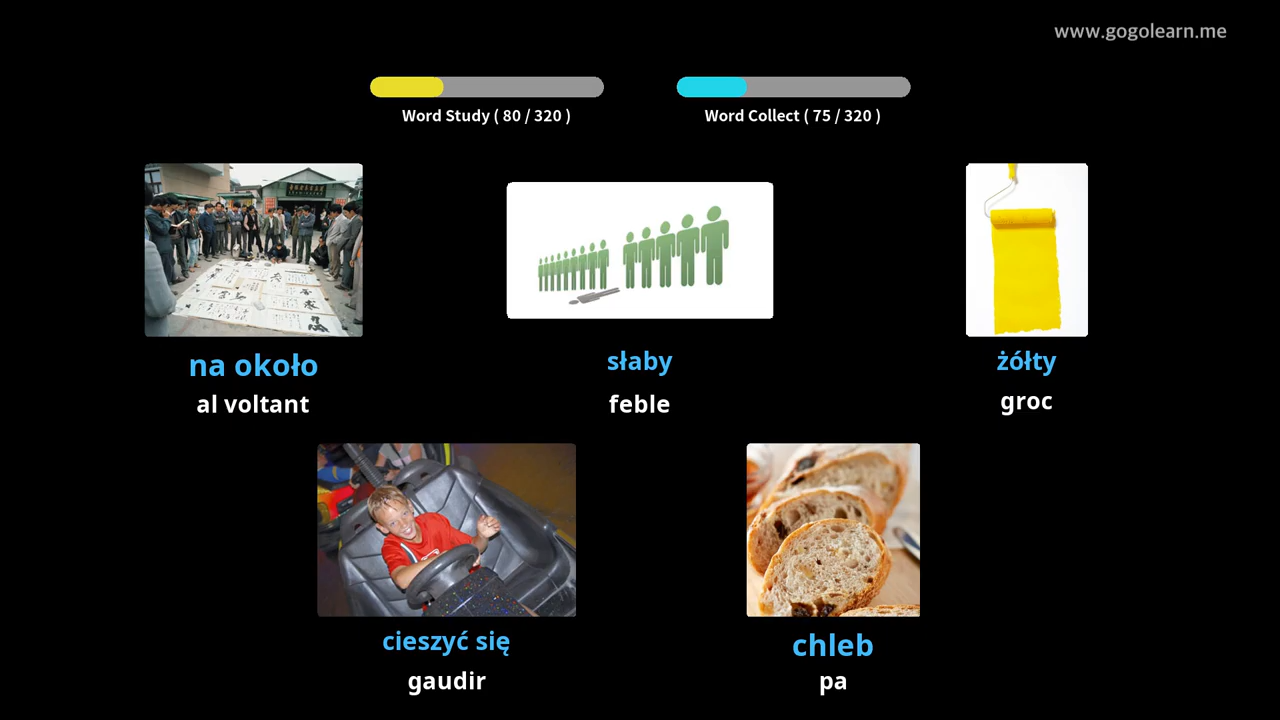 www.gogolearn.me
Word Study ( 80 / 320 )
Word Collect ( 75 / 320 )
na około
al voltant
słaby
feble
żółty
groc
cieszyć się
gaudir
chleb
pa